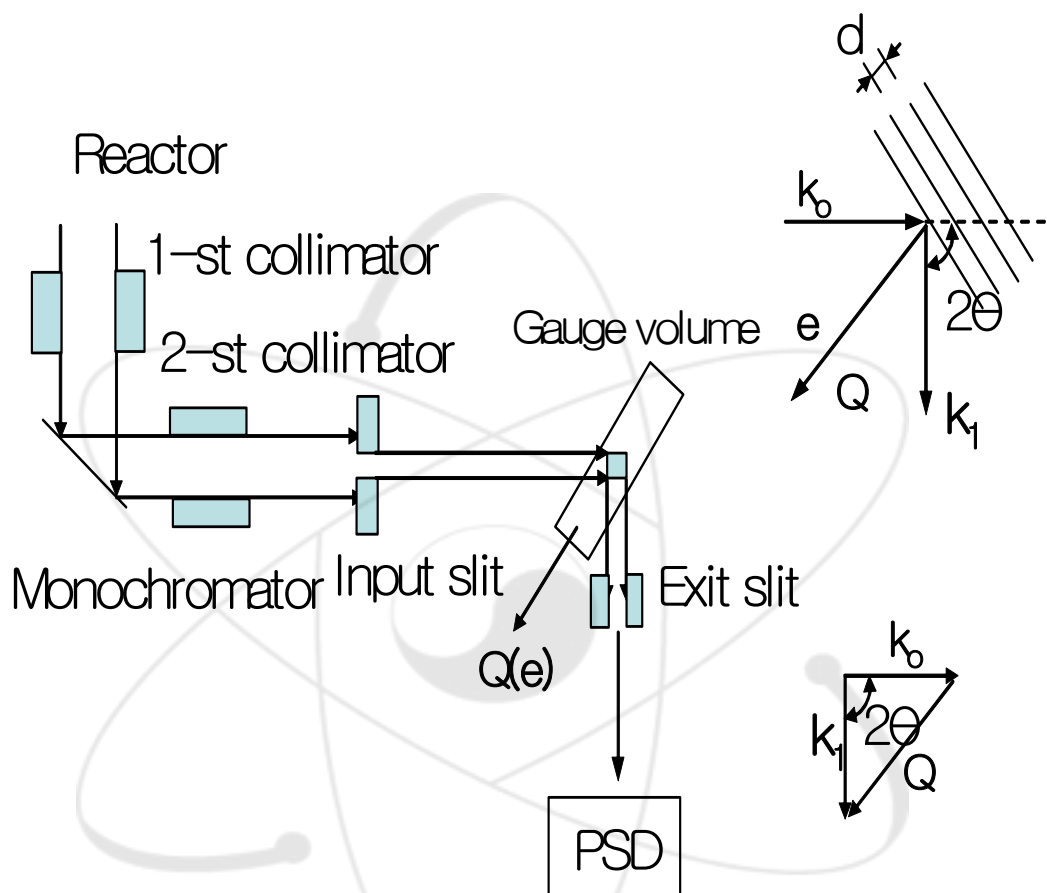 d
Reactor
k₀
1-st collimator
2θ
Gauge volume
e
2-st collimator
Q
k₁
Monochromator
Input slit
Exit slit
Q(e)
k₀
k₁
2θ
Q
PSD